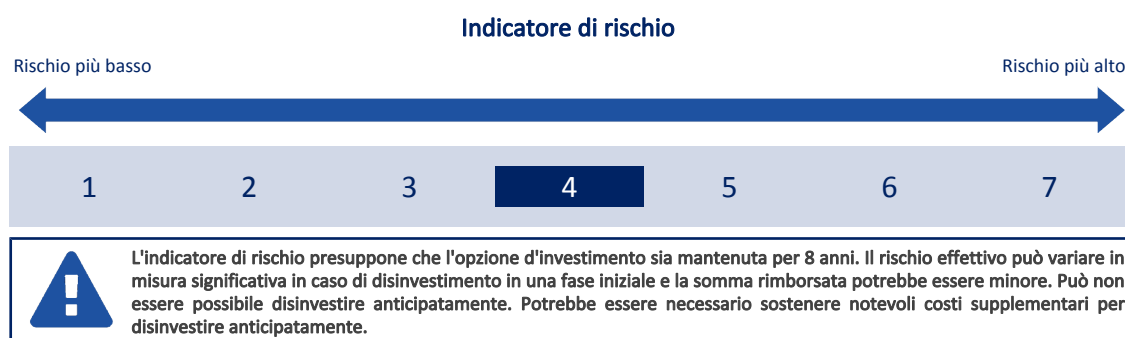 Indicatore di rischio
Rischio più basso
Rischio più alto
1 2 3 4 5 6 7
L'indicatore di rischio presuppone che l'opzione d'investimento sia mantenuta per 8 anni. Il rischio effettivo può variare in
misura significativa in caso di disinvestimento in una fase iniziale e la somma rimborsata potrebbe essere minore. Può non
essere possibile disinvestire anticipatamente. Potrebbe essere necessario sostenere notevoli costi supplementari per
disinvestire anticipatamente.